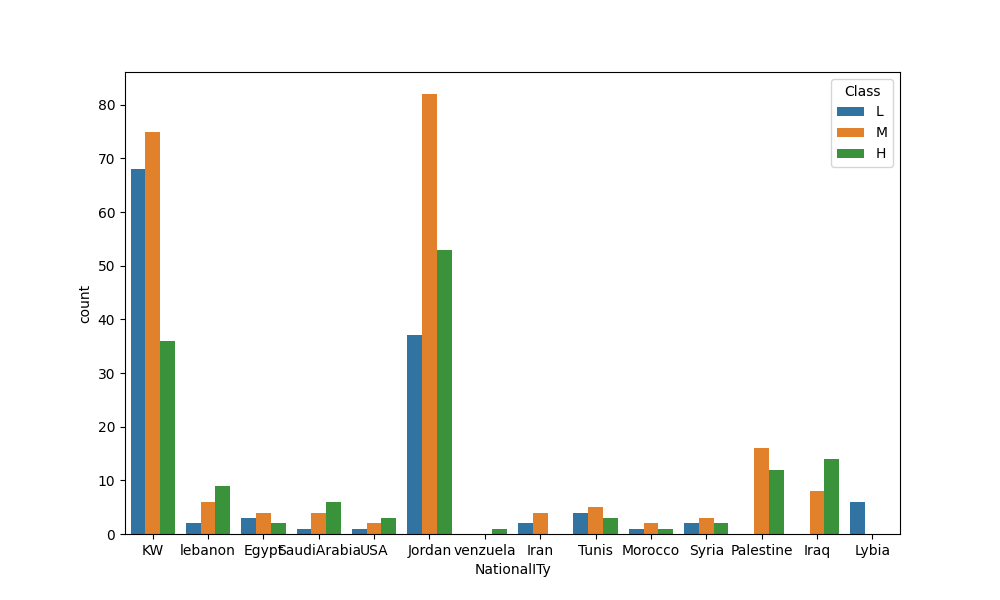 Class
L
M
H
80
70
60
50
40
30
20
10
0
count
KW lebanon Egypt SaudiArabia USA Jordan venzuela Iran Tunis Morocco Syria Palestine Iraq Lybia
NationalITy